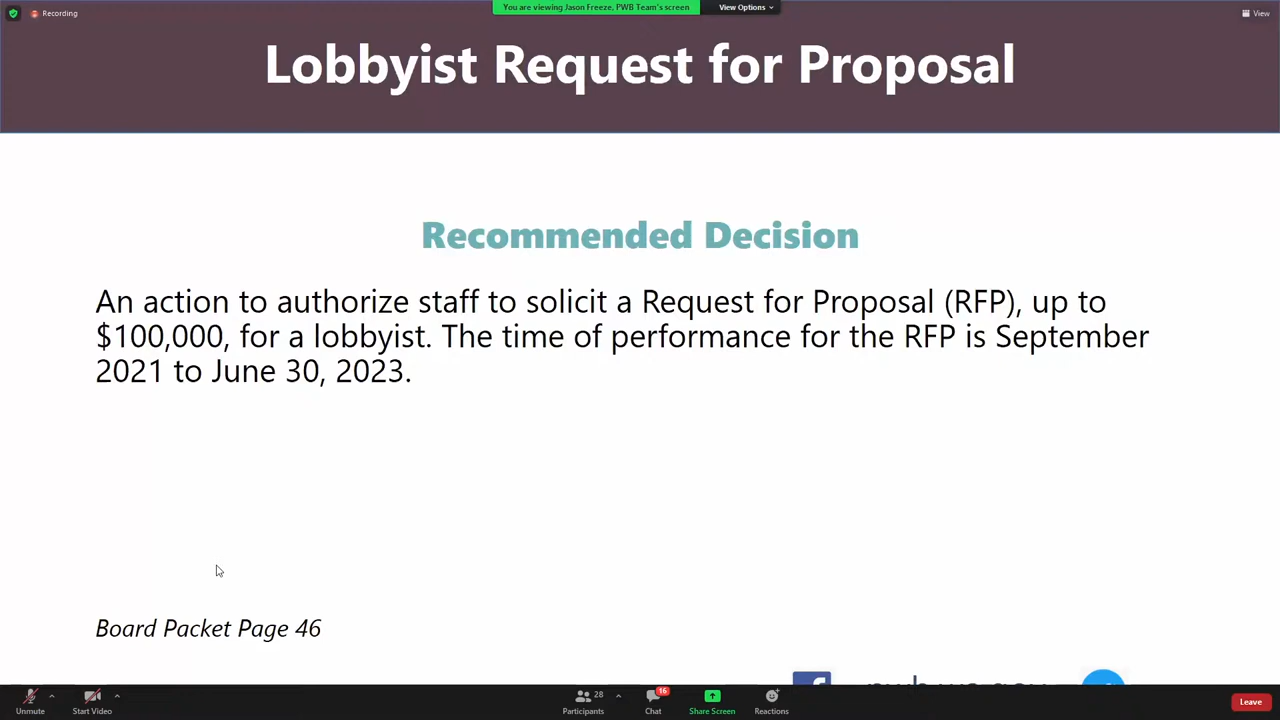 Recording
You are viewing Jason Freeze, PWB Team's screen
View Options
View
Lobbyist Request for Proposal
Recommended Decision
An action to authorize staff to solicit a Request for Proposal (RFP), up to
$100,000, for a lobbyist. The time of performance for the RFP is September
2021 to June 30, 2023.
Board Packet Page 46
Unmute
Start Video
28
Participants
16
Chat
Share Screen
Reactions
Leave